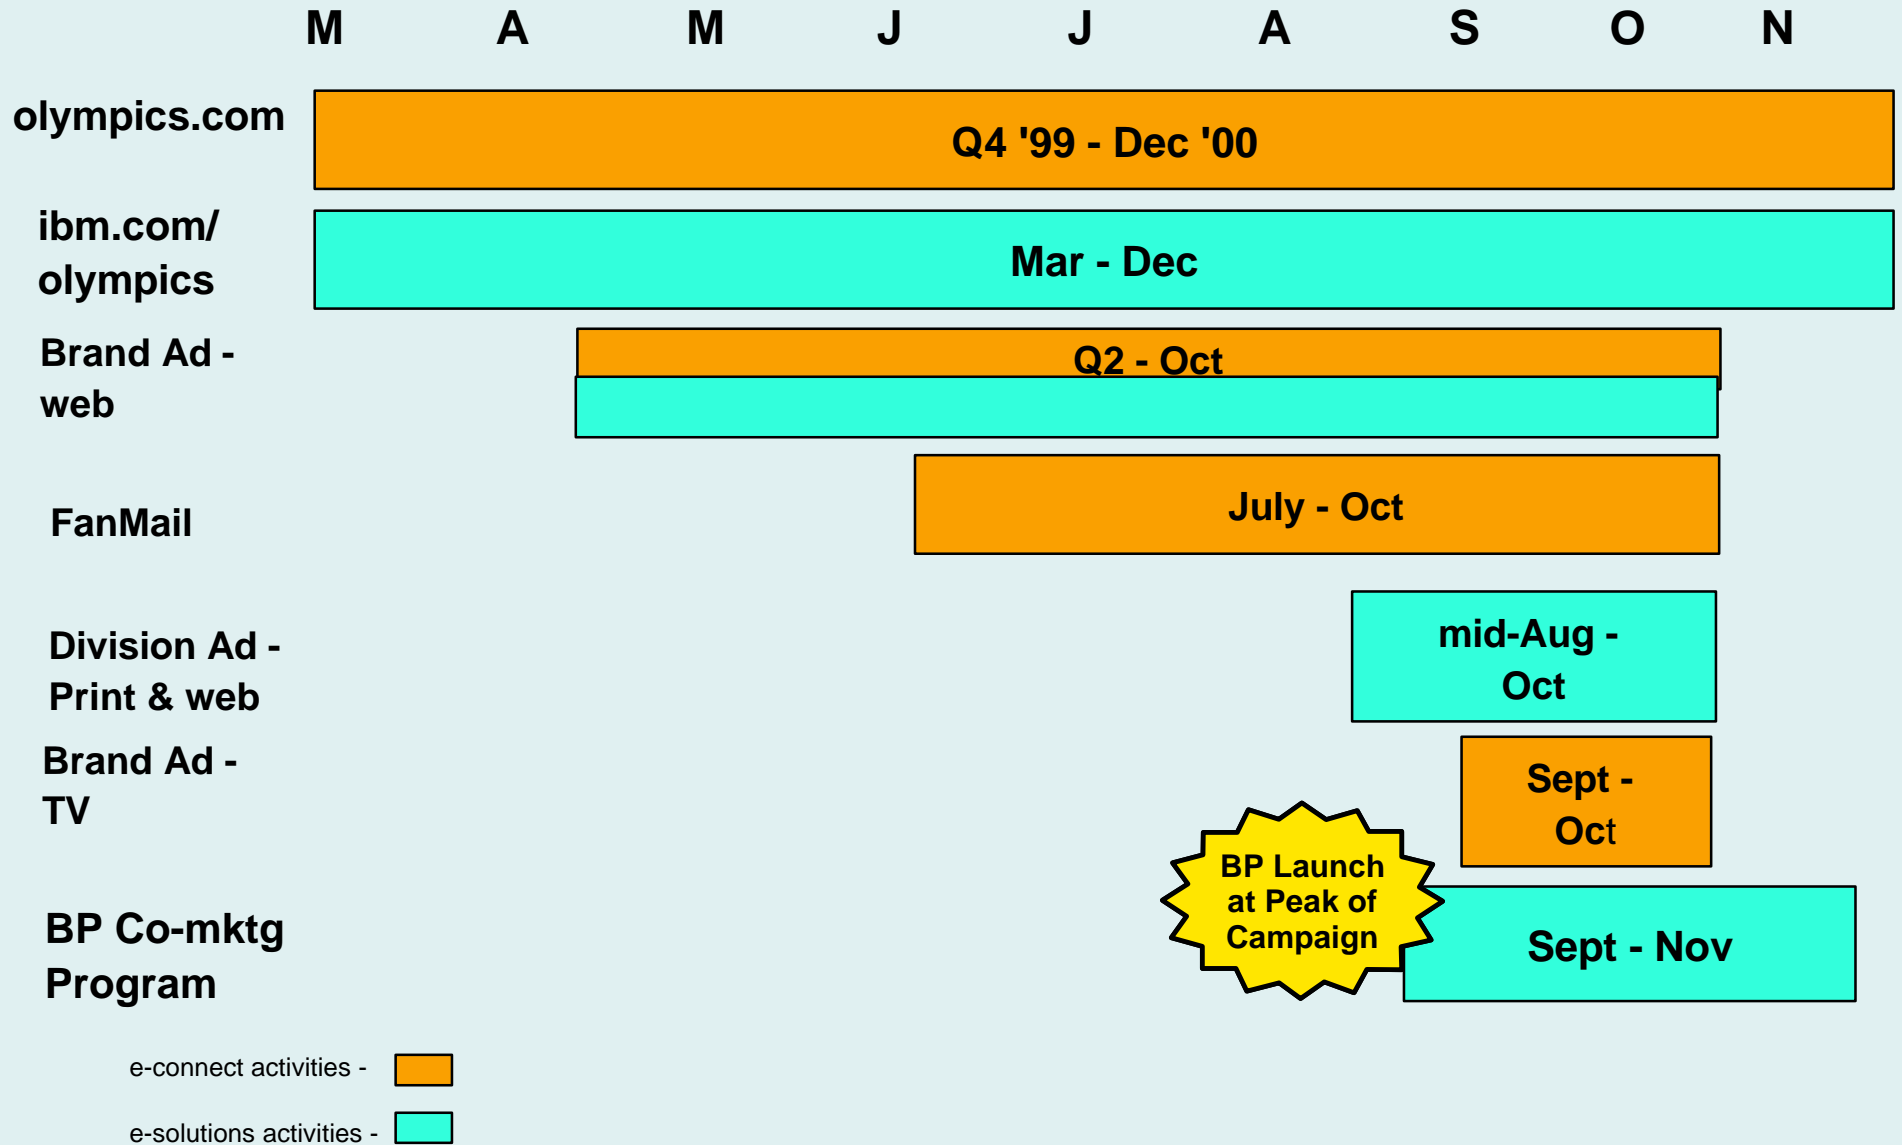 M A M J J A S O N
olympics.com
Q4 '99 - Dec '00
ibm.com/
olympics
Mar - Dec
Brand Ad -
web
Q2 - Oct
FanMail
July - Oct
Division Ad -
Print & web
mid-Aug -
Oct
Brand Ad -
TV
Sept -
Oct
BP Launch
at Peak of
Campaign
BP Co-mktg
Program
Sept - Nov
e-connect activities -
e-solutions activities -